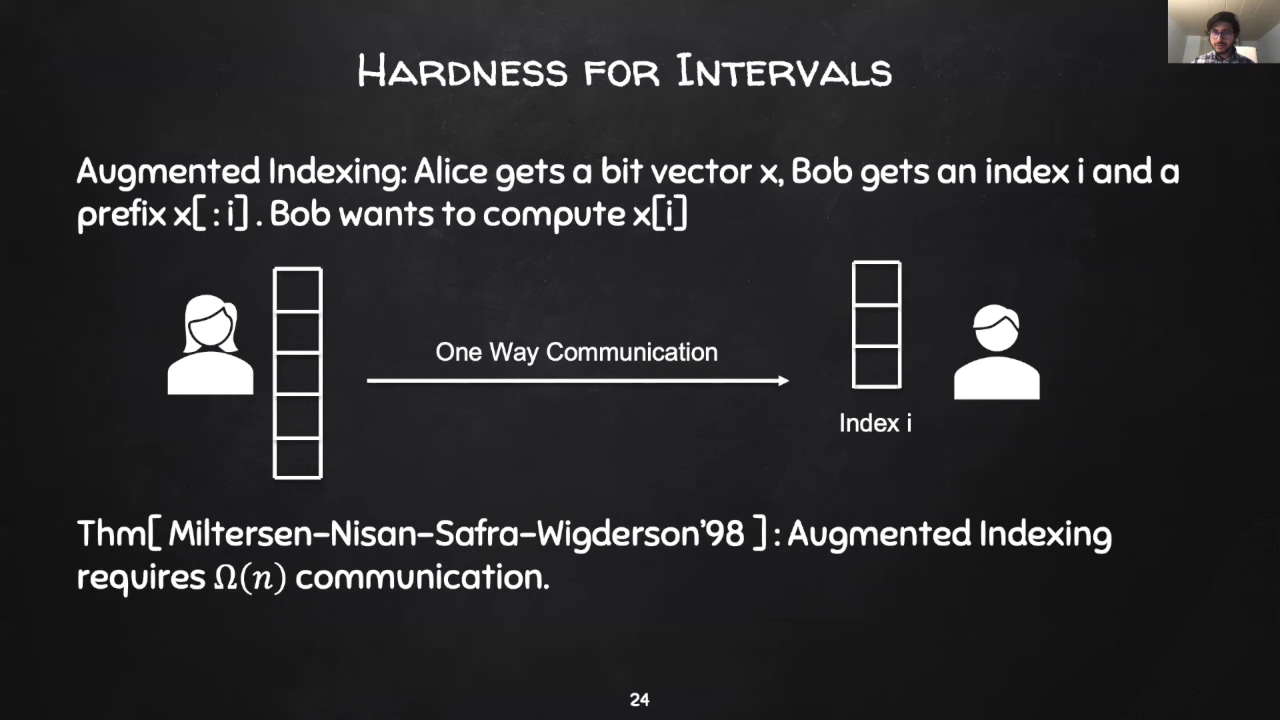 Hardness for Intervals
Augmented Indexing: Alice gets a bit vector x, Bob gets an index i and a
prefix x[ : i] . Bob wants to compute x[i]
One Way Communication
Index i
Thm[ Miltersen-Nisan-Safra-Wigderson’98 ] : Augmented Indexing
requires Ω(n) communication.
24